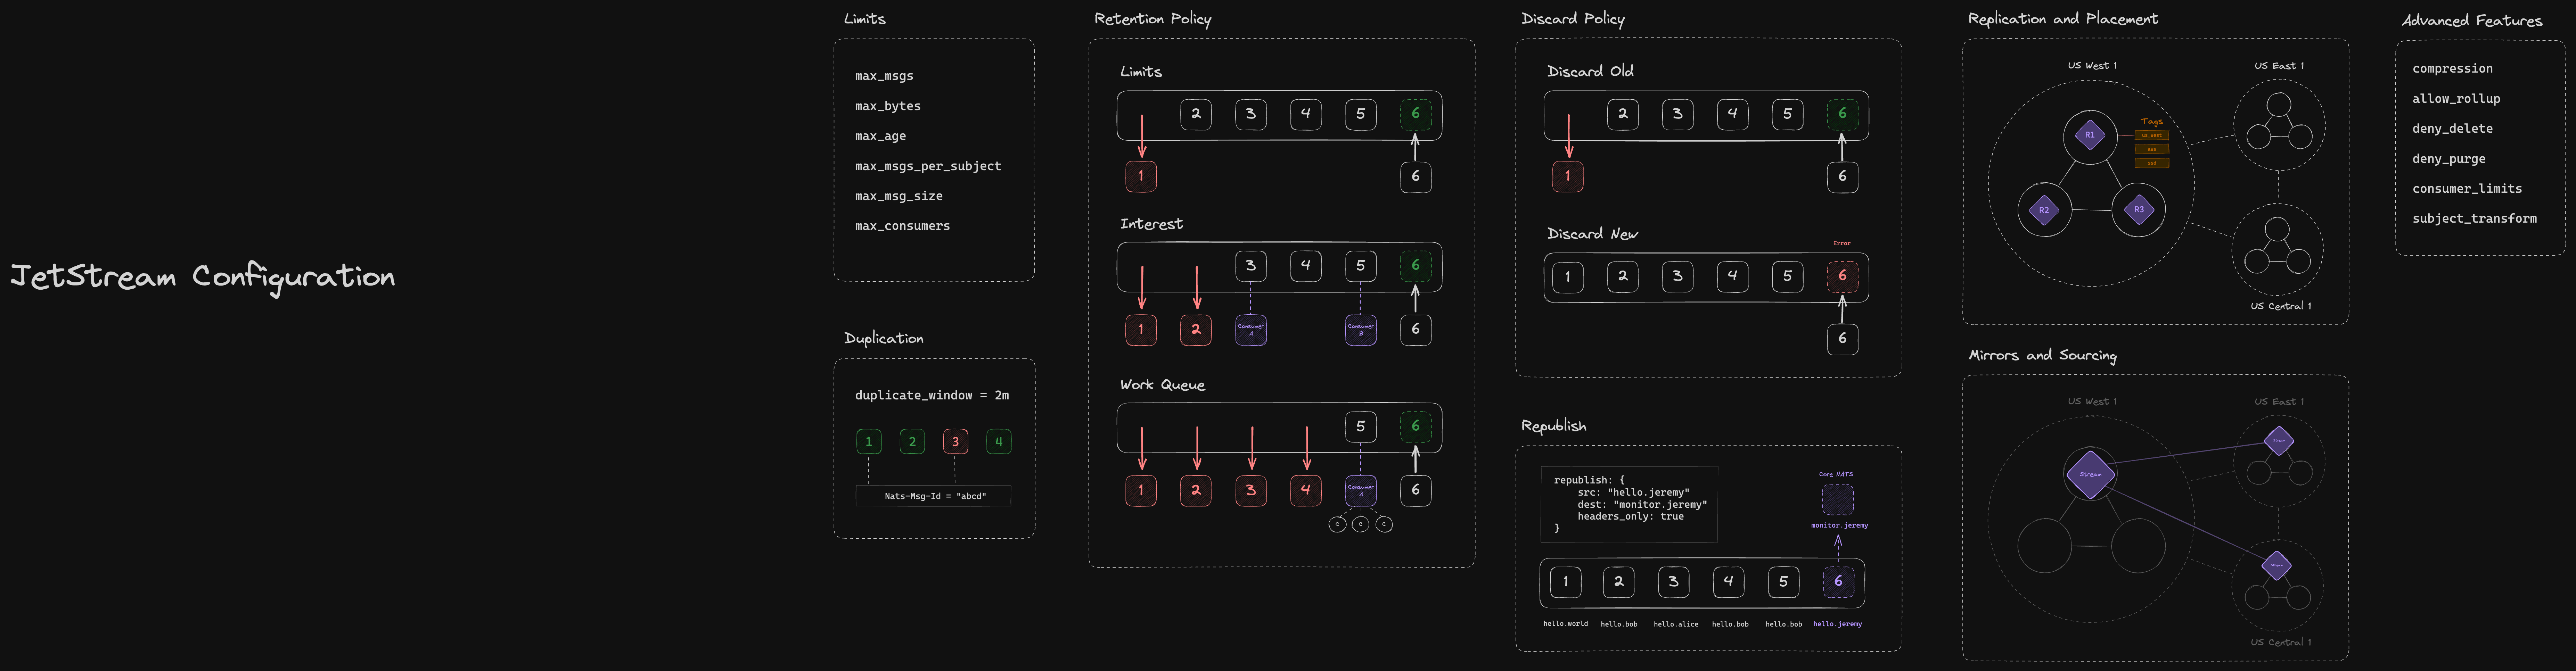 JetStream Configuration
Limits
max_msgs
max_bytes
max_age
max_msgs_per_subject
max_msg_size
max_consumers
Duplication
duplicate_window = 2m
1 2 3 4
Nats-Msg-Id = "abcd"
Retention Policy
Limits
2 3 4 5 6
1 6
Interest
3 4 5 6
1 2 Consumer A Consumer B 6
Work Queue
5 6
1 2 3 4 Consumer A 6
C C C
Discard Policy
Discard Old
2 3 4 5 6
1 6
Discard New
Error
1 2 3 4 5 6
6
Republish
republish: {
src: "hello.jeremy"
dest: "monitor.jeremy"
headers_only: true
}
Core NATS
monitor.jeremy
1 2 3 4 5 6
hello.world hello.bob hello.alice hello.bob hello.bob hello.jeremy
Replication and Placement
US West 1
R1
R2 R3
Tags
us_west
aws
ssd
US East 1
US Central 1
Mirrors and Sourcing
US West 1
Stream
US East 1
US Central 1
Advanced Features
compression
allow_rollup
deny_delete
deny_purge
consumer_limits
subject_transform